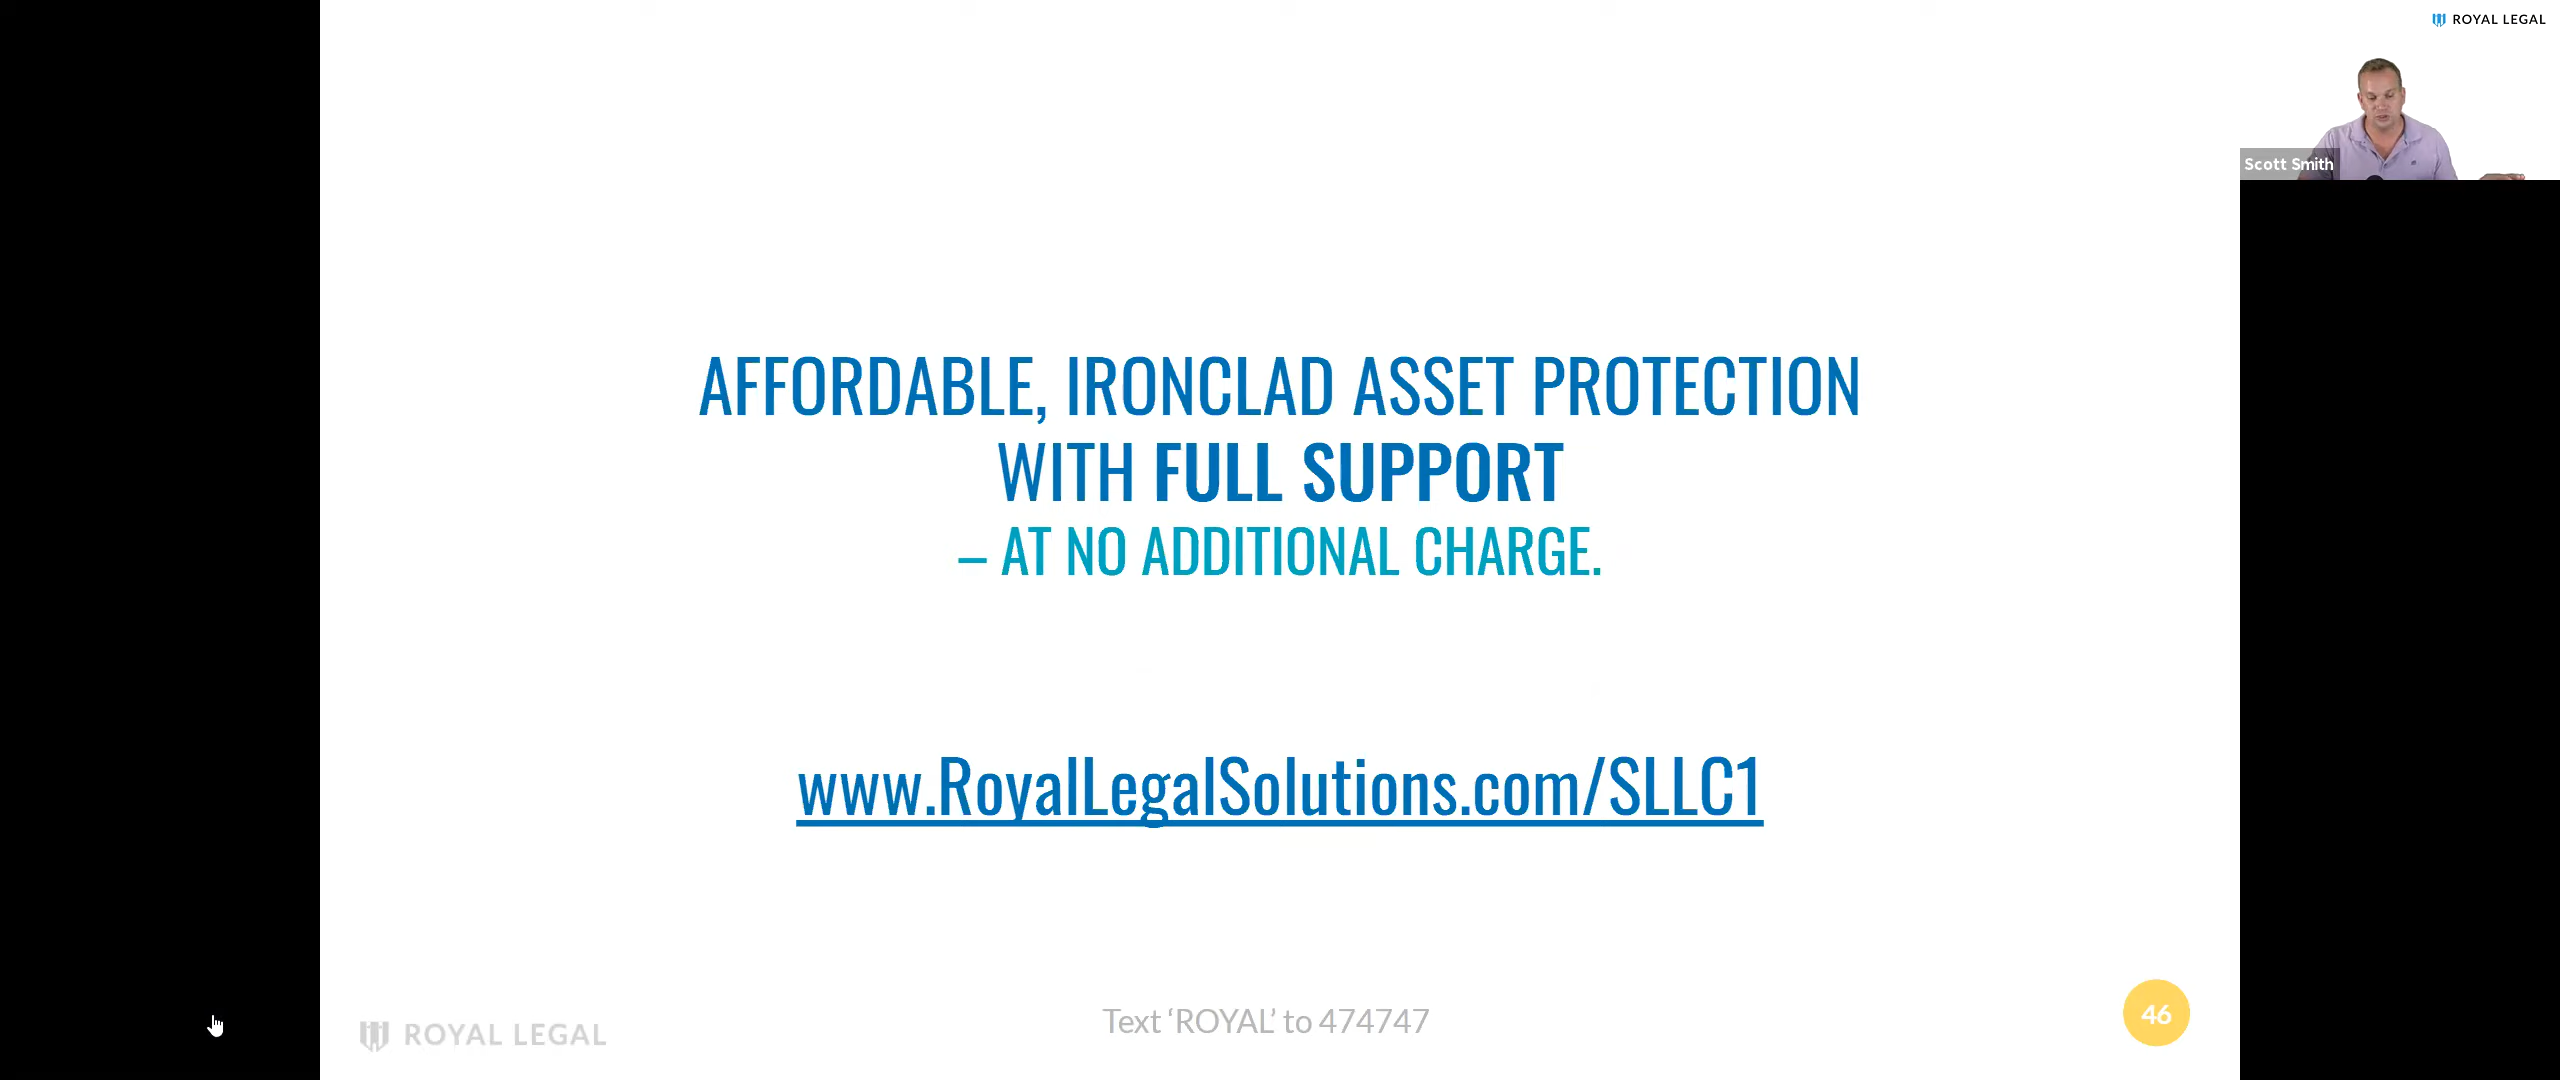 ROYAL LEGAL
Scott Smith
AFFORDABLE, IRONCLAD ASSET PROTECTION
WITH FULL SUPPORT
– AT NO ADDITIONAL CHARGE.
www.RoyalLegalSolutions.com/SLLC1
ROYAL LEGAL
Text ‘ROYAL’ to 474747
46